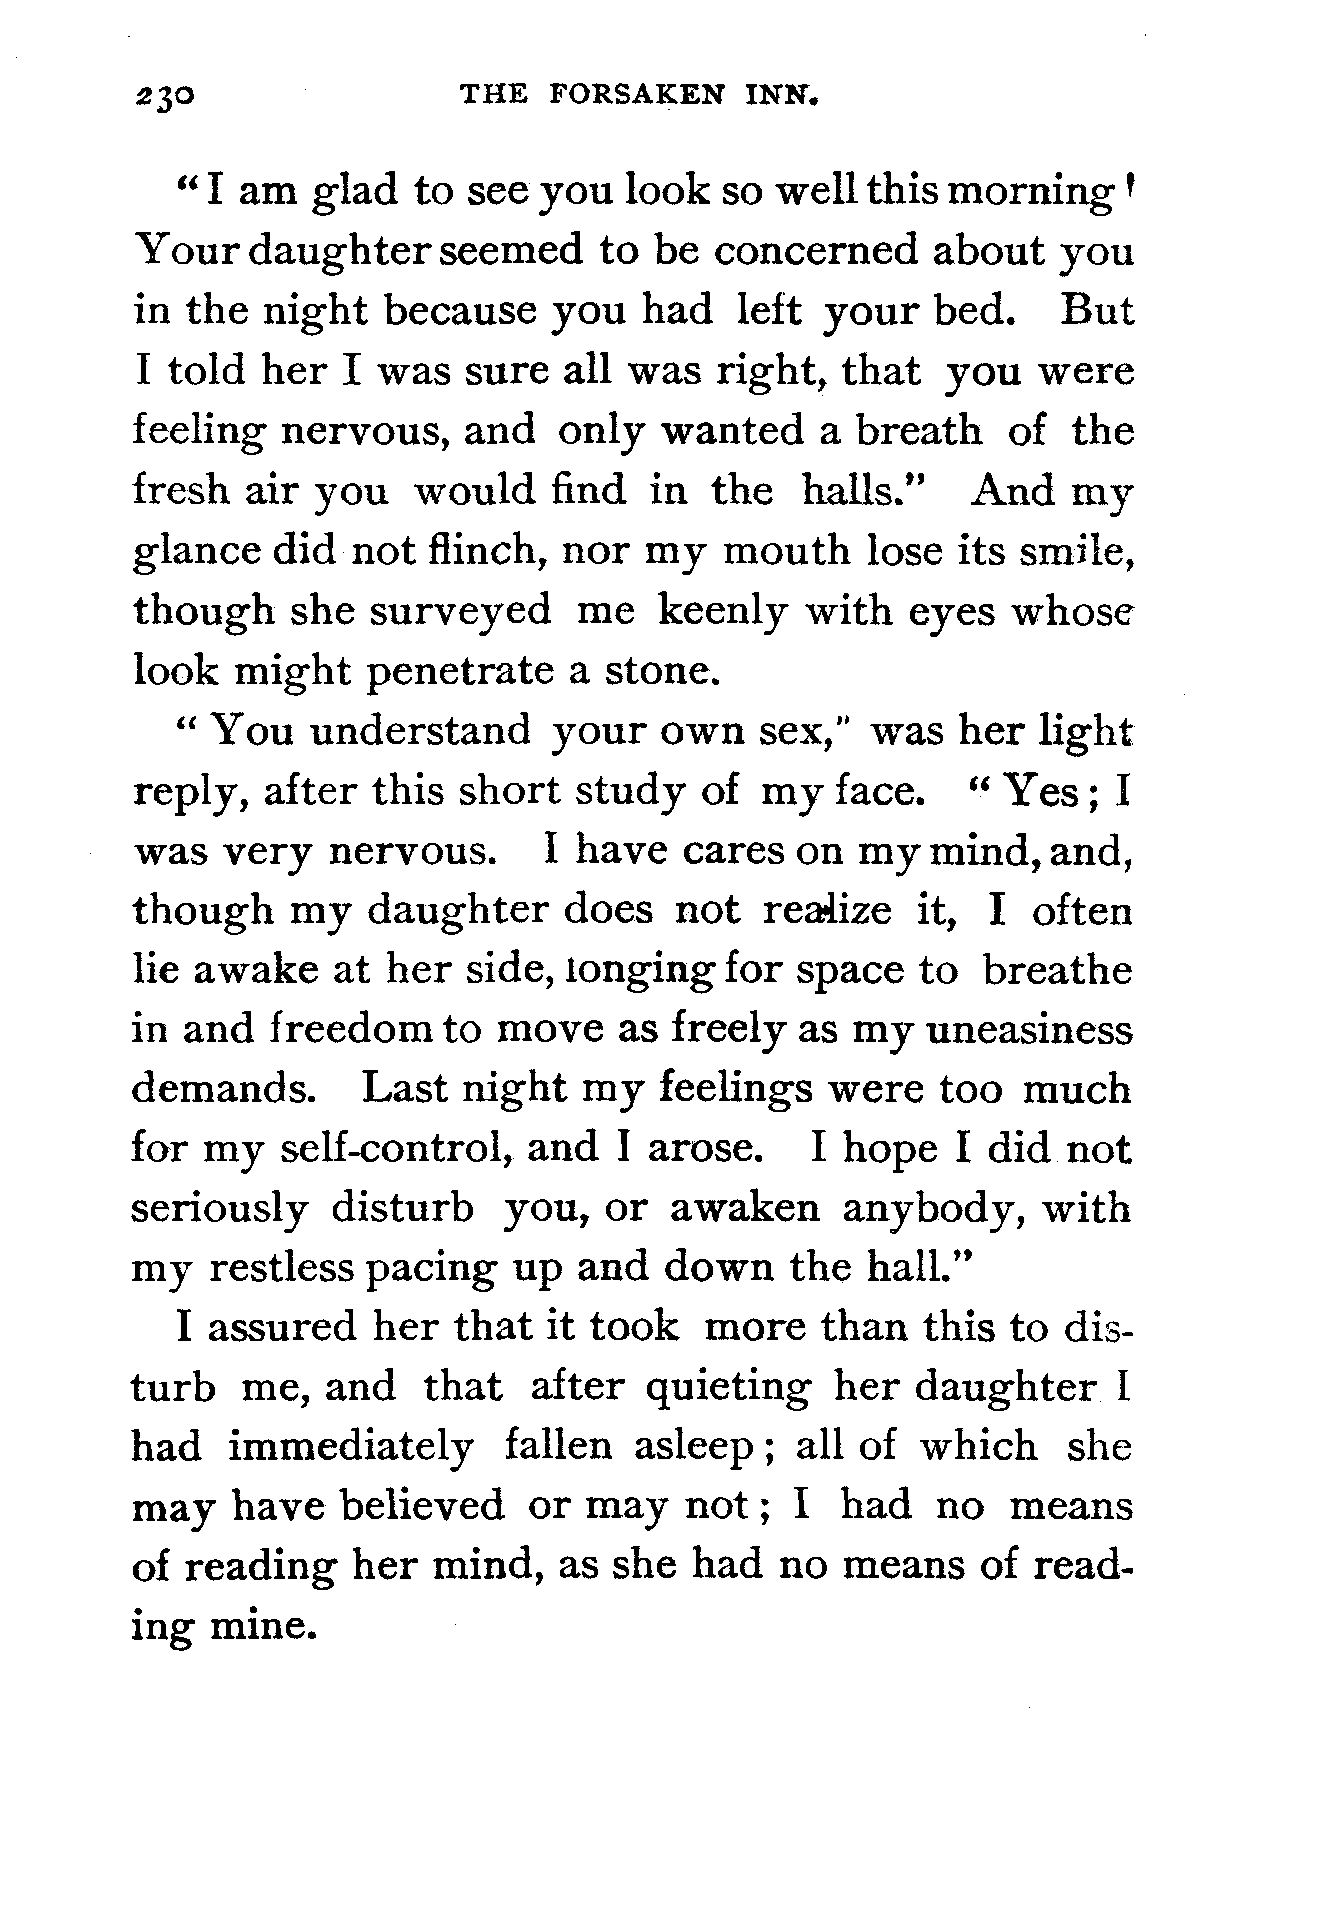 230 THE FORSAKEN INN.
“I am glad to see you look so well this morning!
Your daughter seemed to be concerned about you
in the night because you had left your bed. But
I told her I was sure all was right, that you were
feeling nervous, and only wanted a breath of the
fresh air you would find in the halls.” And my
glance did not flinch, nor my mouth lose its smile,
though she surveyed me keenly with eyes whose
look might penetrate a stone.
“You understand your own sex,” was her light
reply, after this short study of my face. “Yes; I
was very nervous. I have cares on my mind, and,
though my daughter does not realize it, I often
lie awake at her side, longing for space to breathe
in and freedom to move as freely as my uneasiness
demands. Last night my feelings were too much
for my self-control, and I arose. I hope I did not
seriously disturb you, or awaken anybody, with
my restless pacing up and down the hall.”
I assured her that it took more than this to dis-
turb me, and that after quieting her daughter I
had immediately fallen asleep; all of which she
may have believed or may not; I had no means
of reading her mind, as she had no means of read-
ing mine.